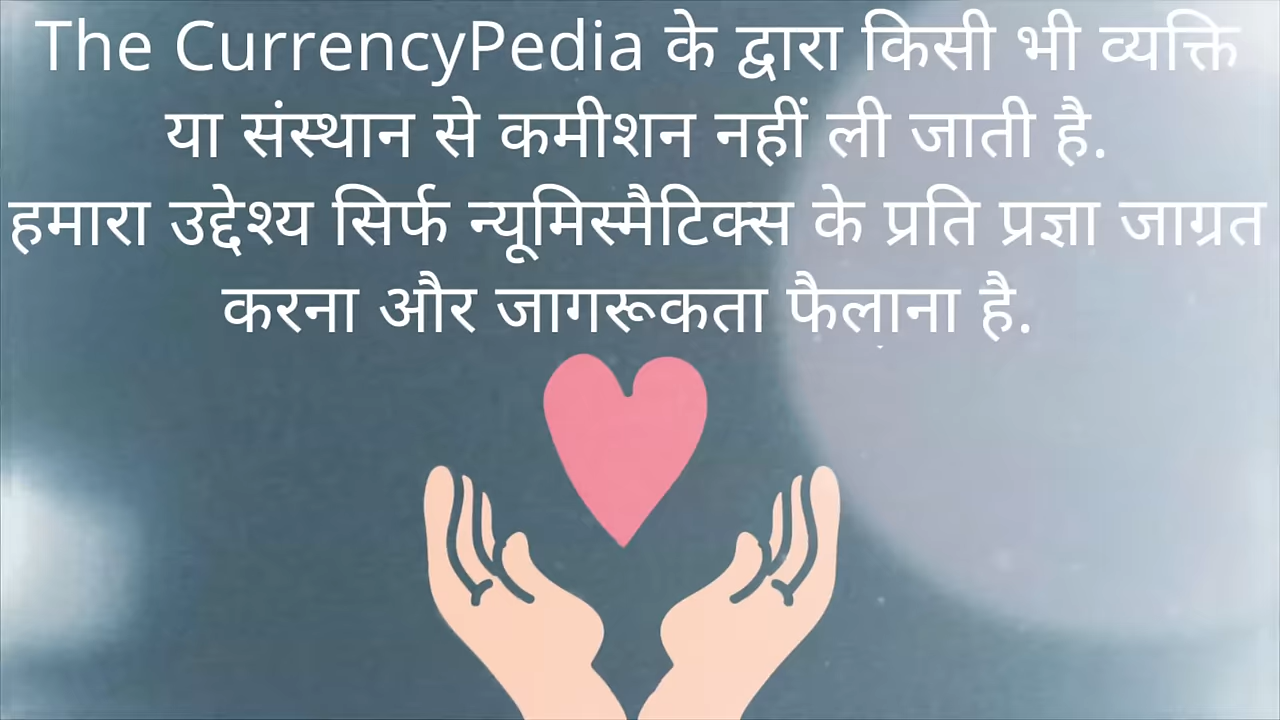 The CurrencyPedia के द्वारा किसी भी व्यक्ति
या संस्थान से कमीशन नहीं ली जाती है.
हमारा उद्देश्य सिर्फ न्यूमिस्मैटिक्स के प्रति प्रज्ञा जाग्रत
करना और जागरूकता फैलाना है.